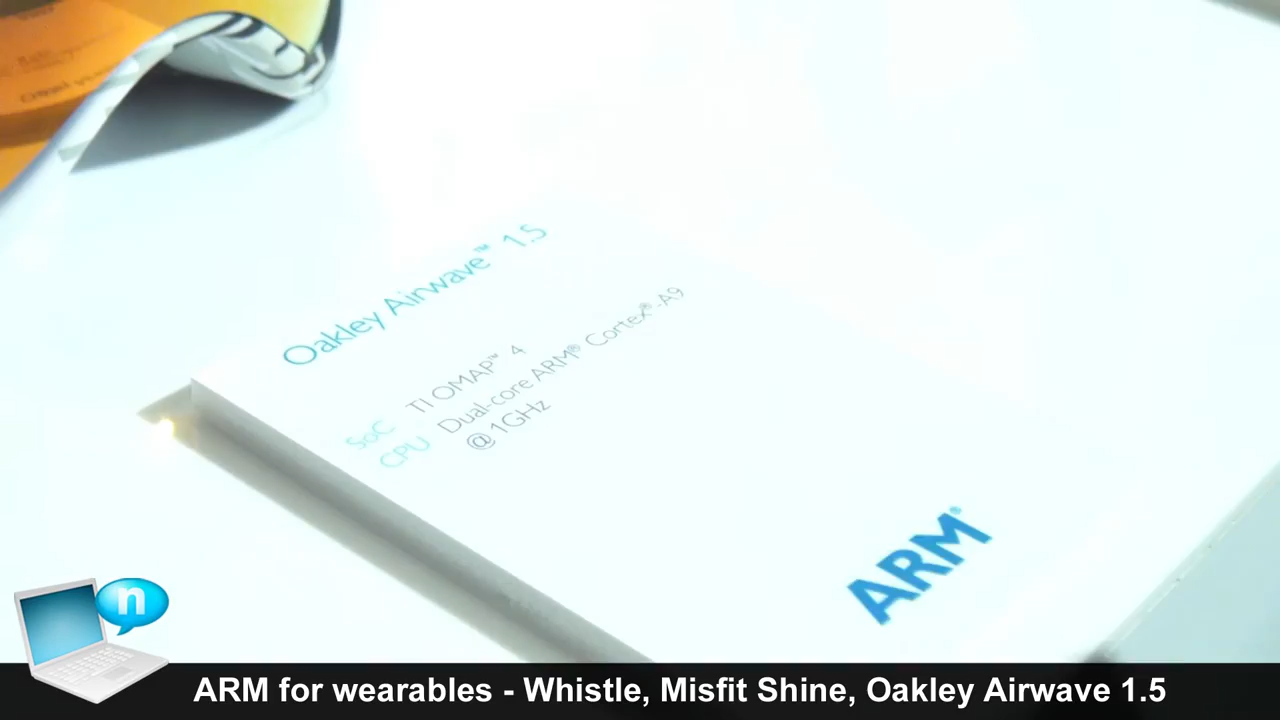 Oakley Airwave™ 1.5
SoC TI OMAP™ 4
CPU Dual-core ARM® Cortex®-A9
@1GHz
ARM®
n
ARM for wearables - Whistle, Misfit Shine, Oakley Airwave 1.5